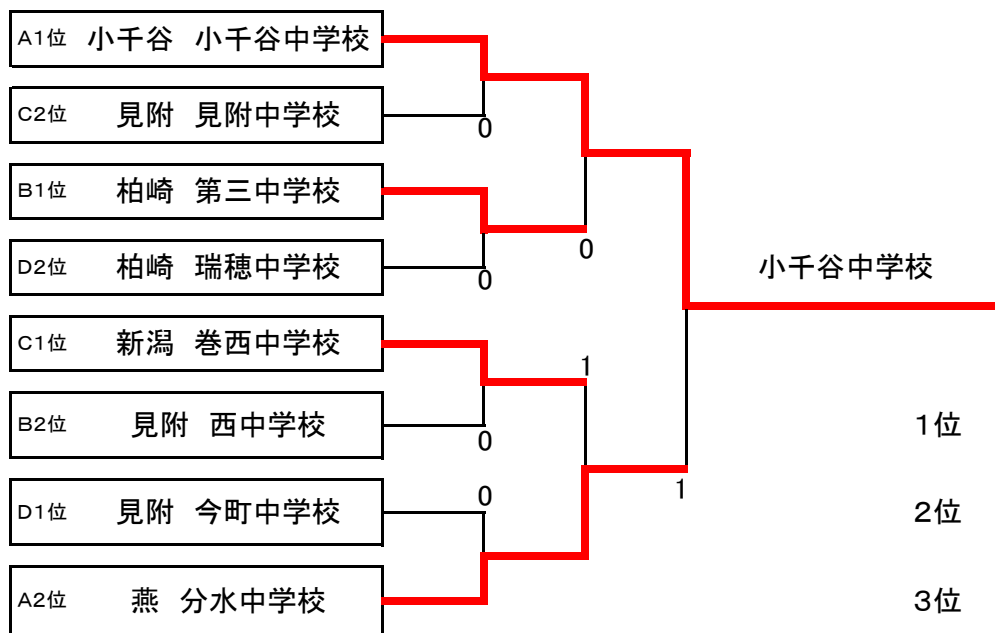 A1位 小千谷 小千谷中学校
C2位 見附 見附中学校
0
B1位 柏崎 第三中学校
0
D2位 柏崎 瑞穂中学校
0
小千谷中学校
C1位 新潟 巻西中学校
1
B2位 見附 西中学校
0
1位
D1位 見附 今町中学校
0
1
2位
A2位 燕 分水中学校
3位